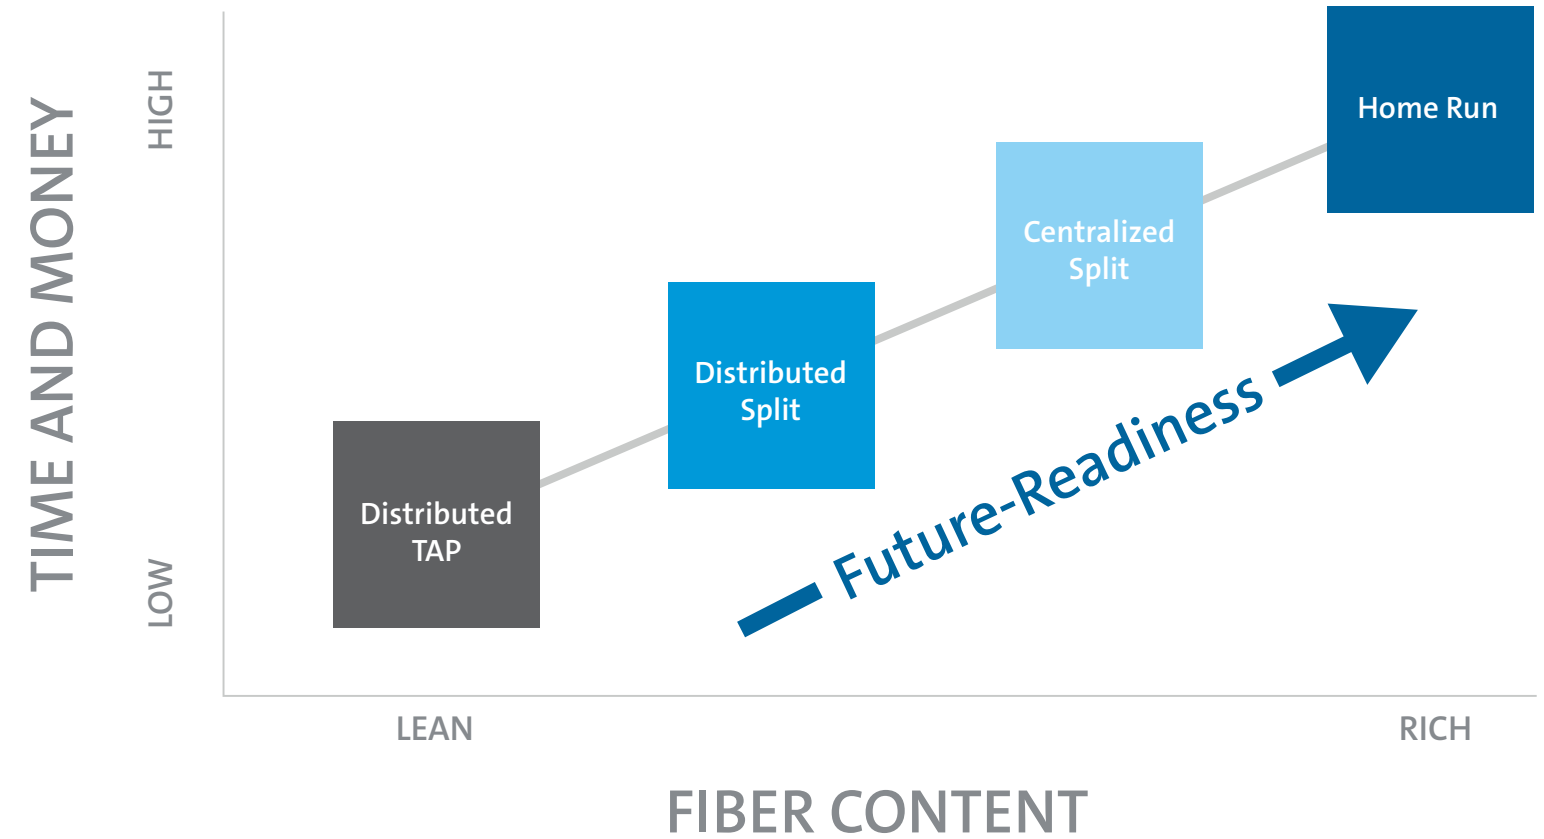 TIME AND MONEY
HIGH
LOW
Home Run
Centralized
Split
Distributed
Split
Distributed
TAP
Future-Readiness
LEAN
RICH
FIBER CONTENT